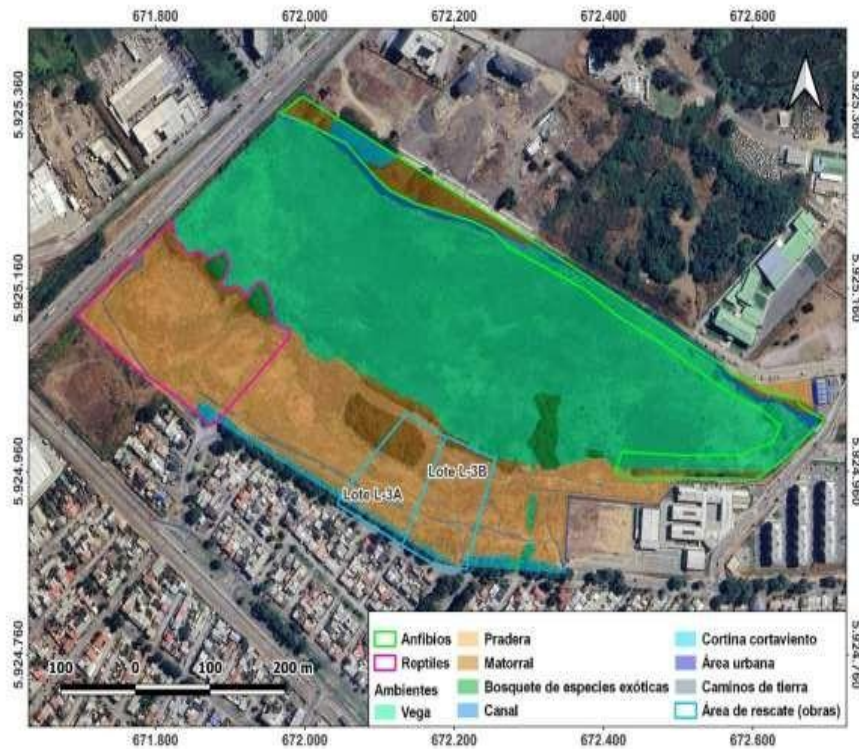 671.800 672.000 672.200 672.400 672.600
5.925.360 5.925.360
5.925.160 5.925.160
5.924.960 5.924.960
Lote L-3B
Lote L-3A
5.924.760 5.924.760
Anfibios Pradera Cortina cortaviento
Reptiles Matorral Área urbana
Ambientes Bosquete de especies exóticas Caminos de tierra
Vega Canal Área de rescate (obras)
100 0 100 200 m
671.800 672.000 672.200 672.400 672.600